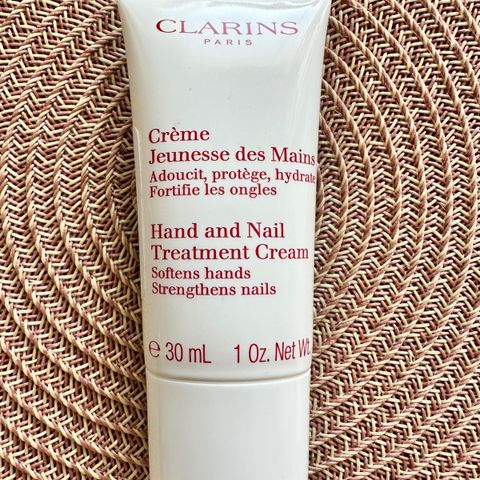 CLARINS
PARIS
Crème
Jeunesse des Mains
Adoucit, protège, hydrate
Fortifie les ongles
Hand and Nail
Treatment Cream
Softens hands
Strengthens nails
℮ 30 mL 1 Oz. Net Wt.